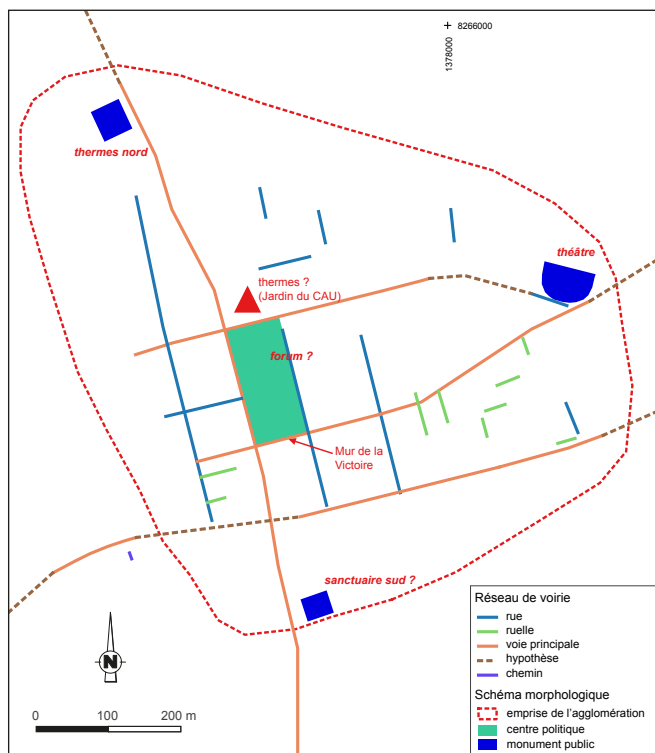 8266000
1378000
thermes nord
théâtre
thermes ?
(Jardin du CAU)
forum ?
Mur de la
Victoire
sanctuaire sud ?
N
0 100 200 m
Réseau de voirie
rue
ruelle
voie principale
hypothèse
chemin
Schéma morphologique
emprise de l'agglomération
centre politique
monument public